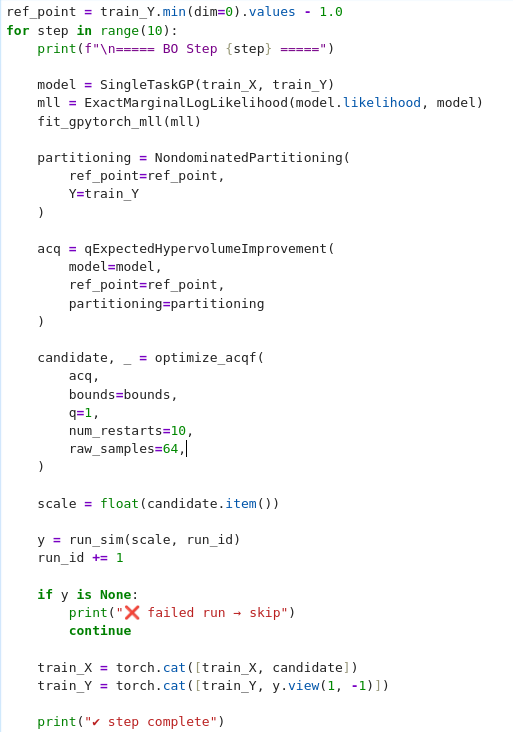 ref_point = train_Y.min(dim=0).values - 1.0
for step in range(10):
    print(f"\n===== BO Step {step} =====")

    model = SingleTaskGP(train_X, train_Y)
    mll = ExactMarginalLogLikelihood(model.likelihood, model)
    fit_gpytorch_mll(mll)

    partitioning = NondominatedPartitioning(
        ref_point=ref_point,
        Y=train_Y
    )

    acq = qExpectedHypervolumeImprovement(
        model=model,
        ref_point=ref_point,
        partitioning=partitioning
    )

    candidate, _ = optimize_acqf(
        acq,
        bounds=bounds,
        q=1,
        num_restarts=10,
        raw_samples=64,
    )

    scale = float(candidate.item())

    y = run_sim(scale, run_id)
    run_id += 1

    if y is None:
        print("❌ failed run → skip")
        continue

    train_X = torch.cat([train_X, candidate])
    train_Y = torch.cat([train_Y, y.view(1, -1)])

    print("✔ step complete")